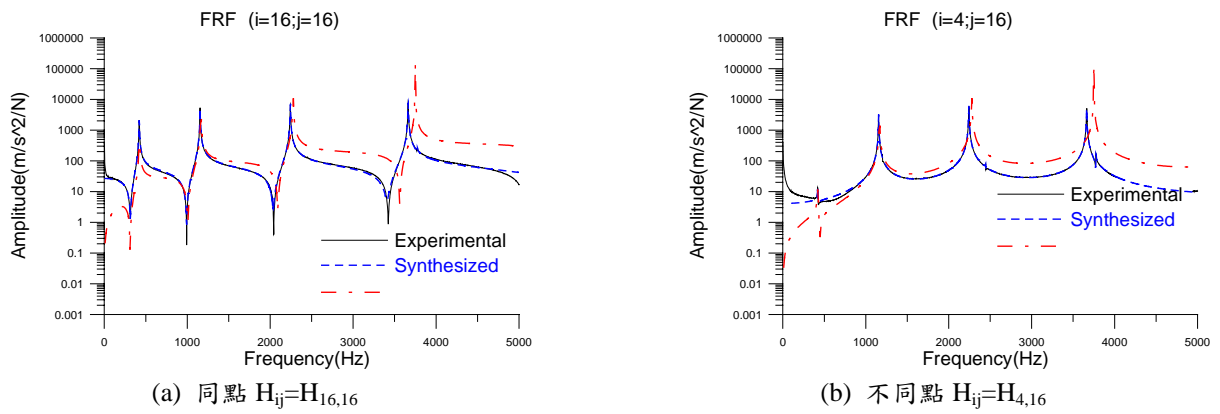 FRF (i=16;j=16)
1000000
100000
10000
1000
100
10
1
0.1
0.01
0.001
Amplitude(m/s^2/N)
Experimental
Synthesized
0 1000 2000 3000 4000 5000
Frequency(Hz)
(a) 同點 Hij=H16,16
FRF (i=4;j=16)
1000000
100000
10000
1000
100
10
1
0.1
0.01
0.001
Amplitude(m/s^2/N)
Experimental
Synthesized
0 1000 2000 3000 4000 5000
Frequency(Hz)
(b) 不同點 Hij=H4,16